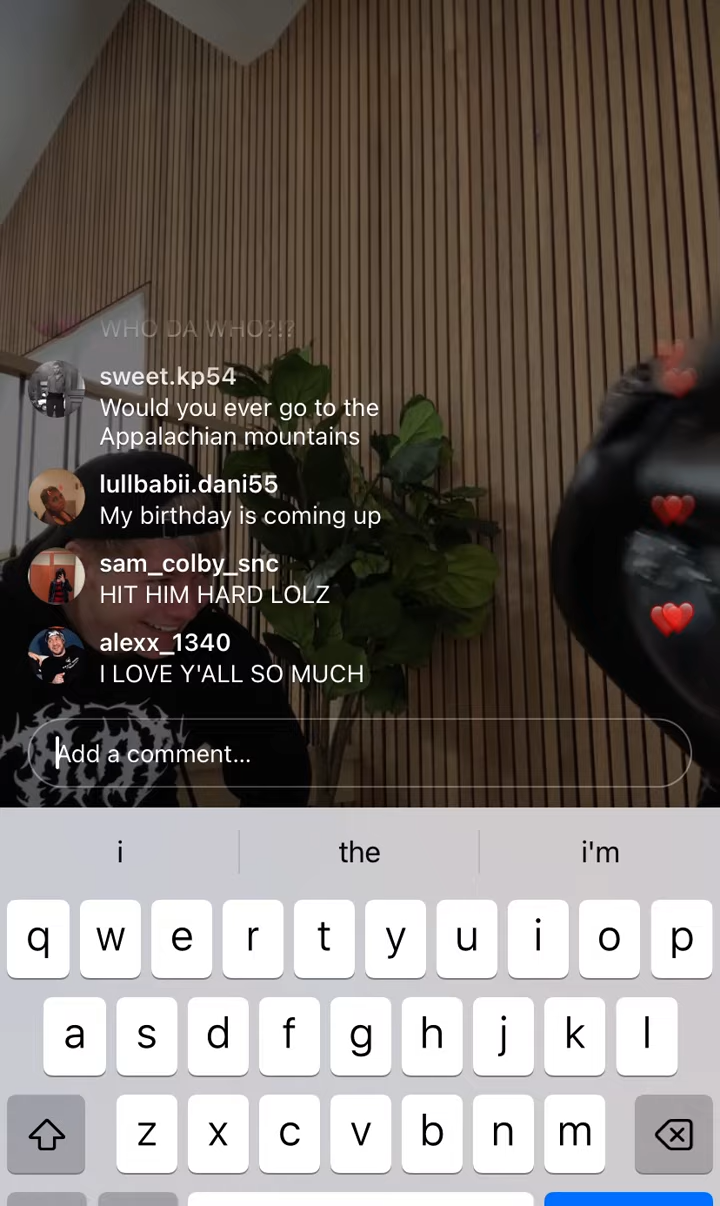 WHO DA WHO?!?
sweet.kp54
Would you ever go to the
Appalachian mountains
lullbabii.dani55
My birthday is coming up
sam_colby_snc
HIT HIM HARD LOLZ
alexx_1340
I LOVE Y'ALL SO MUCH
Add a comment...
i the i'm
q w e r t y u i o p
a s d f g h j k l
z x c v b n m